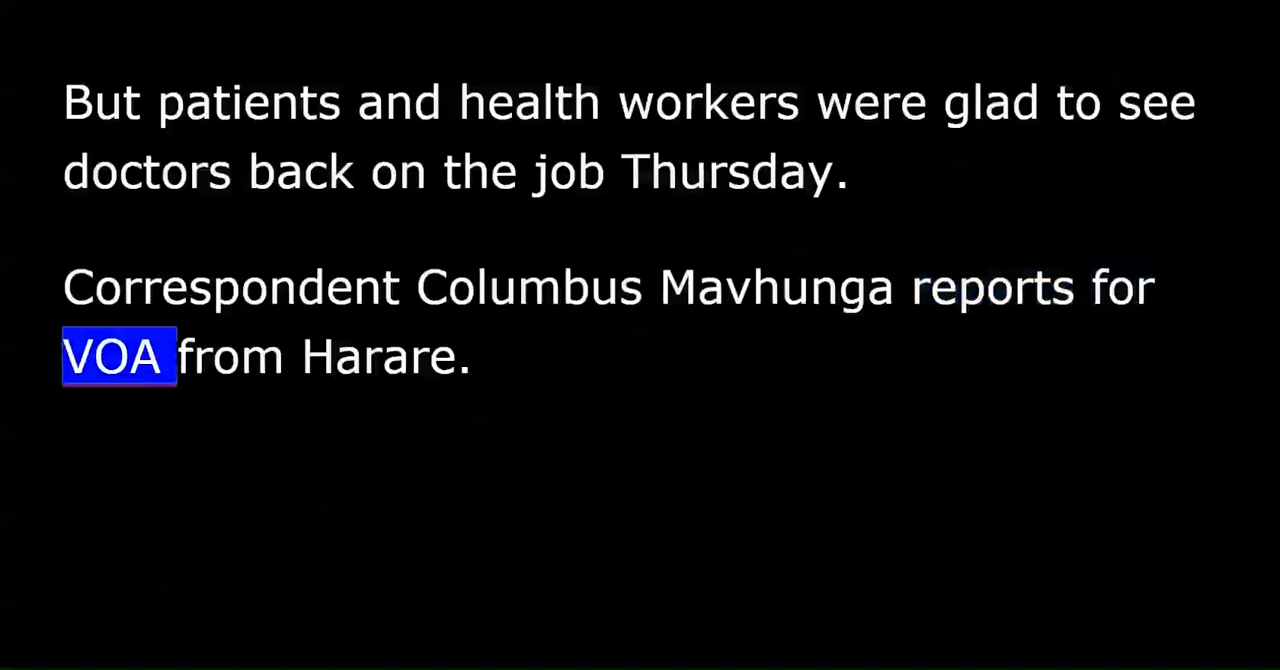 But patients and health workers were glad to see
doctors back on the job Thursday.
Correspondent Columbus Mavhunga reports for
VOA from Harare.